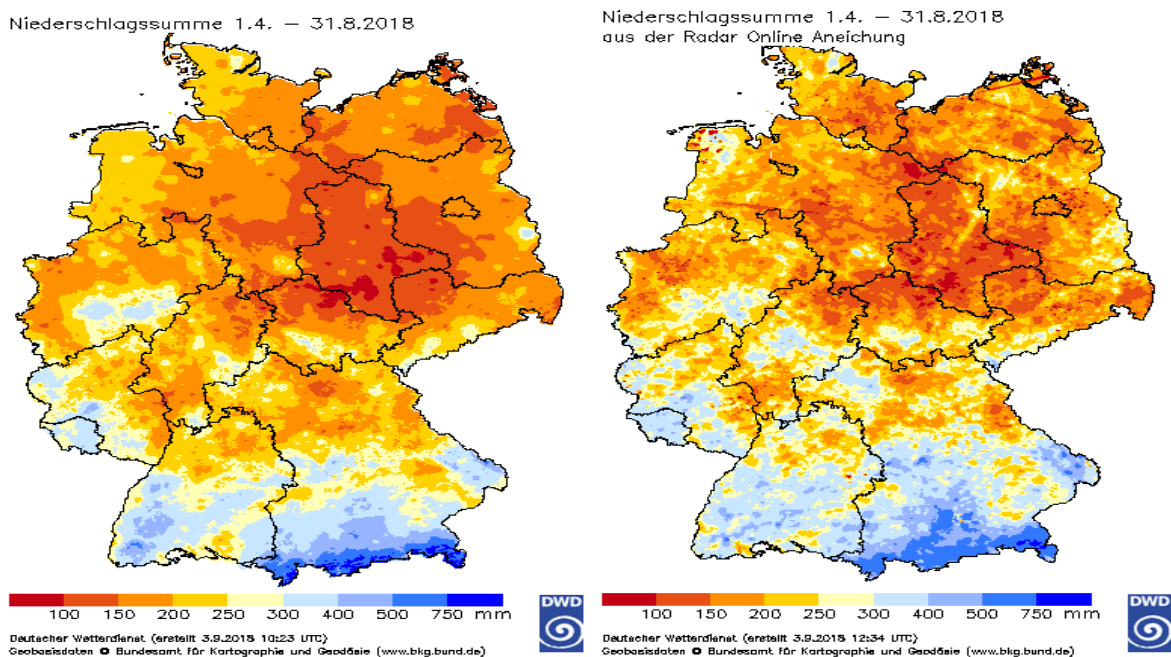 Niederschlagssumme 1.4. – 31.8.2018
100 150 200 250 300 400 500 750 mm
DWD
Deutscher Wetterdienst (erstellt 3.9.2018 10:23 UTC)
Geobasisdaten © Bundesamt für Kartographie und Geodäsie (www.bkg.bund.de)
Niederschlagssumme 1.4. – 31.8.2018
aus der Radar Online Aneichung
100 150 200 250 300 400 500 750 mm
DWD
Deutscher Wetterdienst (erstellt 3.9.2018 12:34 UTC)
Geobasisdaten © Bundesamt für Kartographie und Geodäsie (www.bkg.bund.de)